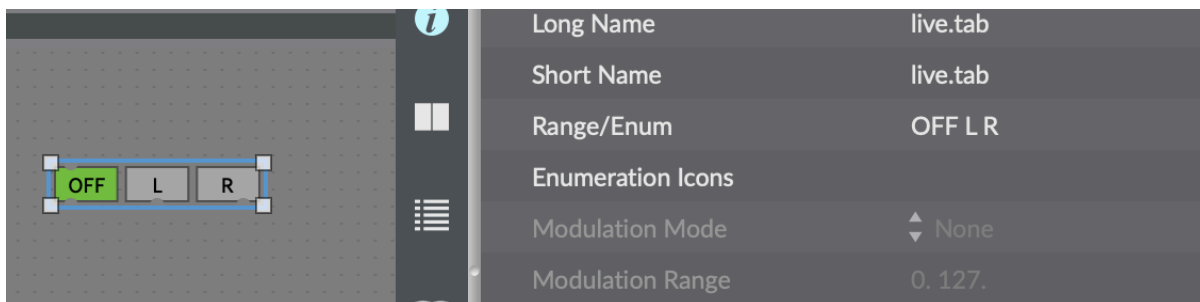 OFF L R
Long Name live.tab
Short Name live.tab
Range/Enum OFF L R
Enumeration Icons
Modulation Mode None
Modulation Range 0. 127.